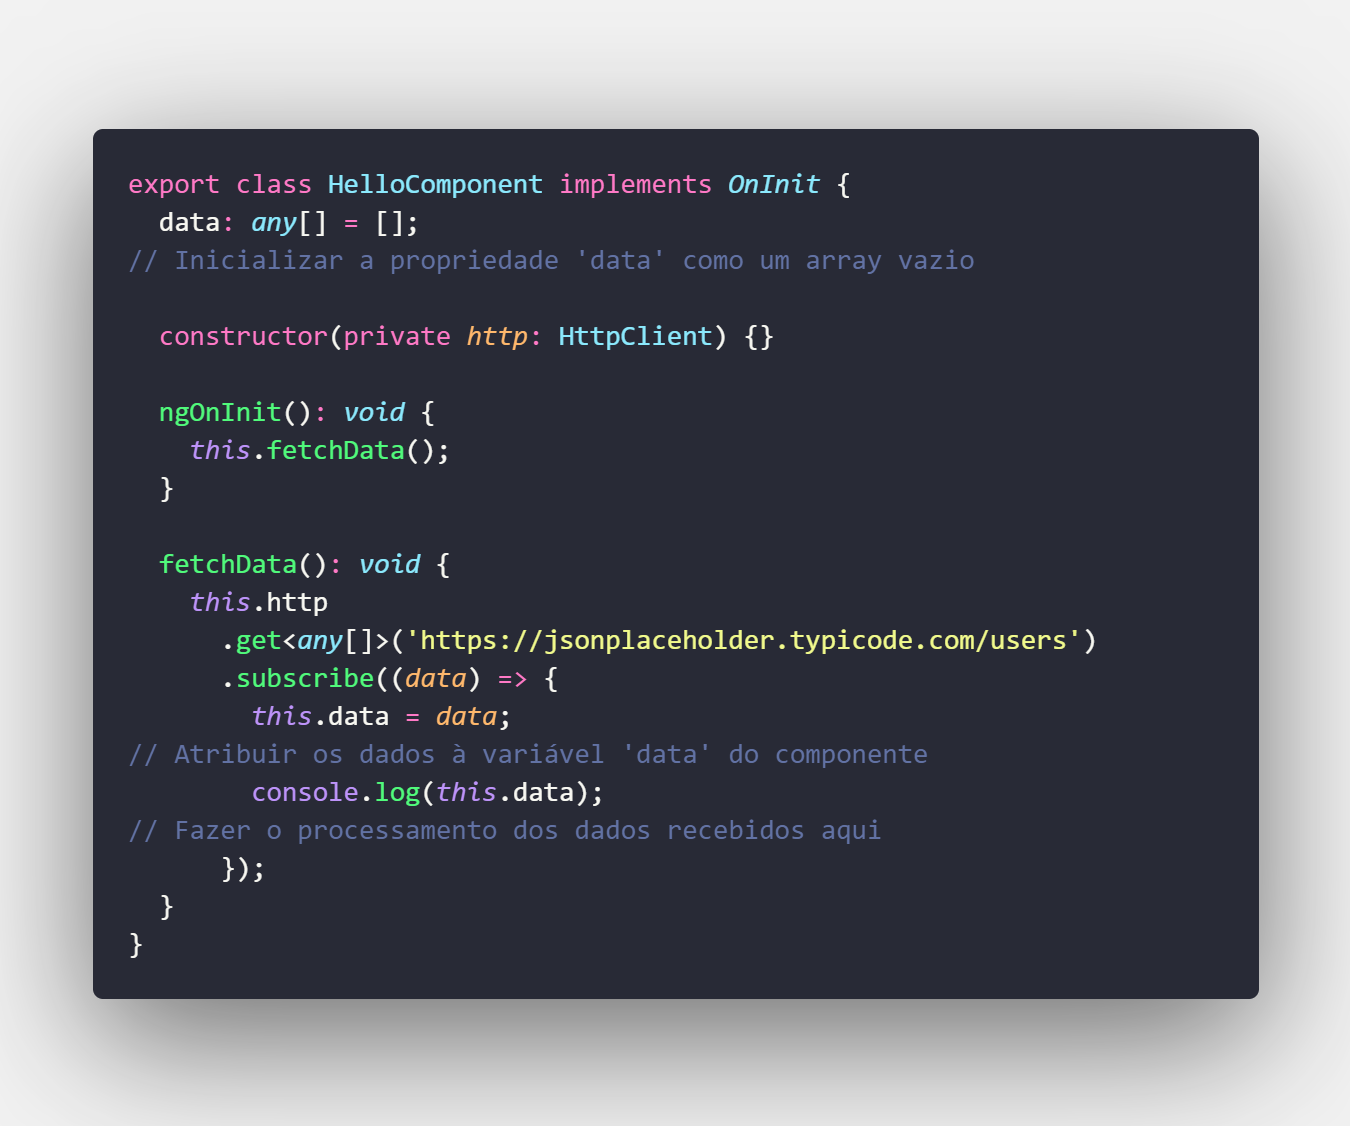 export class HelloComponent implements OnInit {
  data: any[] = [];
// Inicializar a propriedade 'data' como um array vazio

  constructor(private http: HttpClient) {}

  ngOnInit(): void {
    this.fetchData();
  }

  fetchData(): void {
    this.http
      .get<any[]>('https://jsonplaceholder.typicode.com/users')
      .subscribe((data) => {
        this.data = data;
// Atribuir os dados à variável 'data' do componente
        console.log(this.data);
// Fazer o processamento dos dados recebidos aqui
      });
  }
}